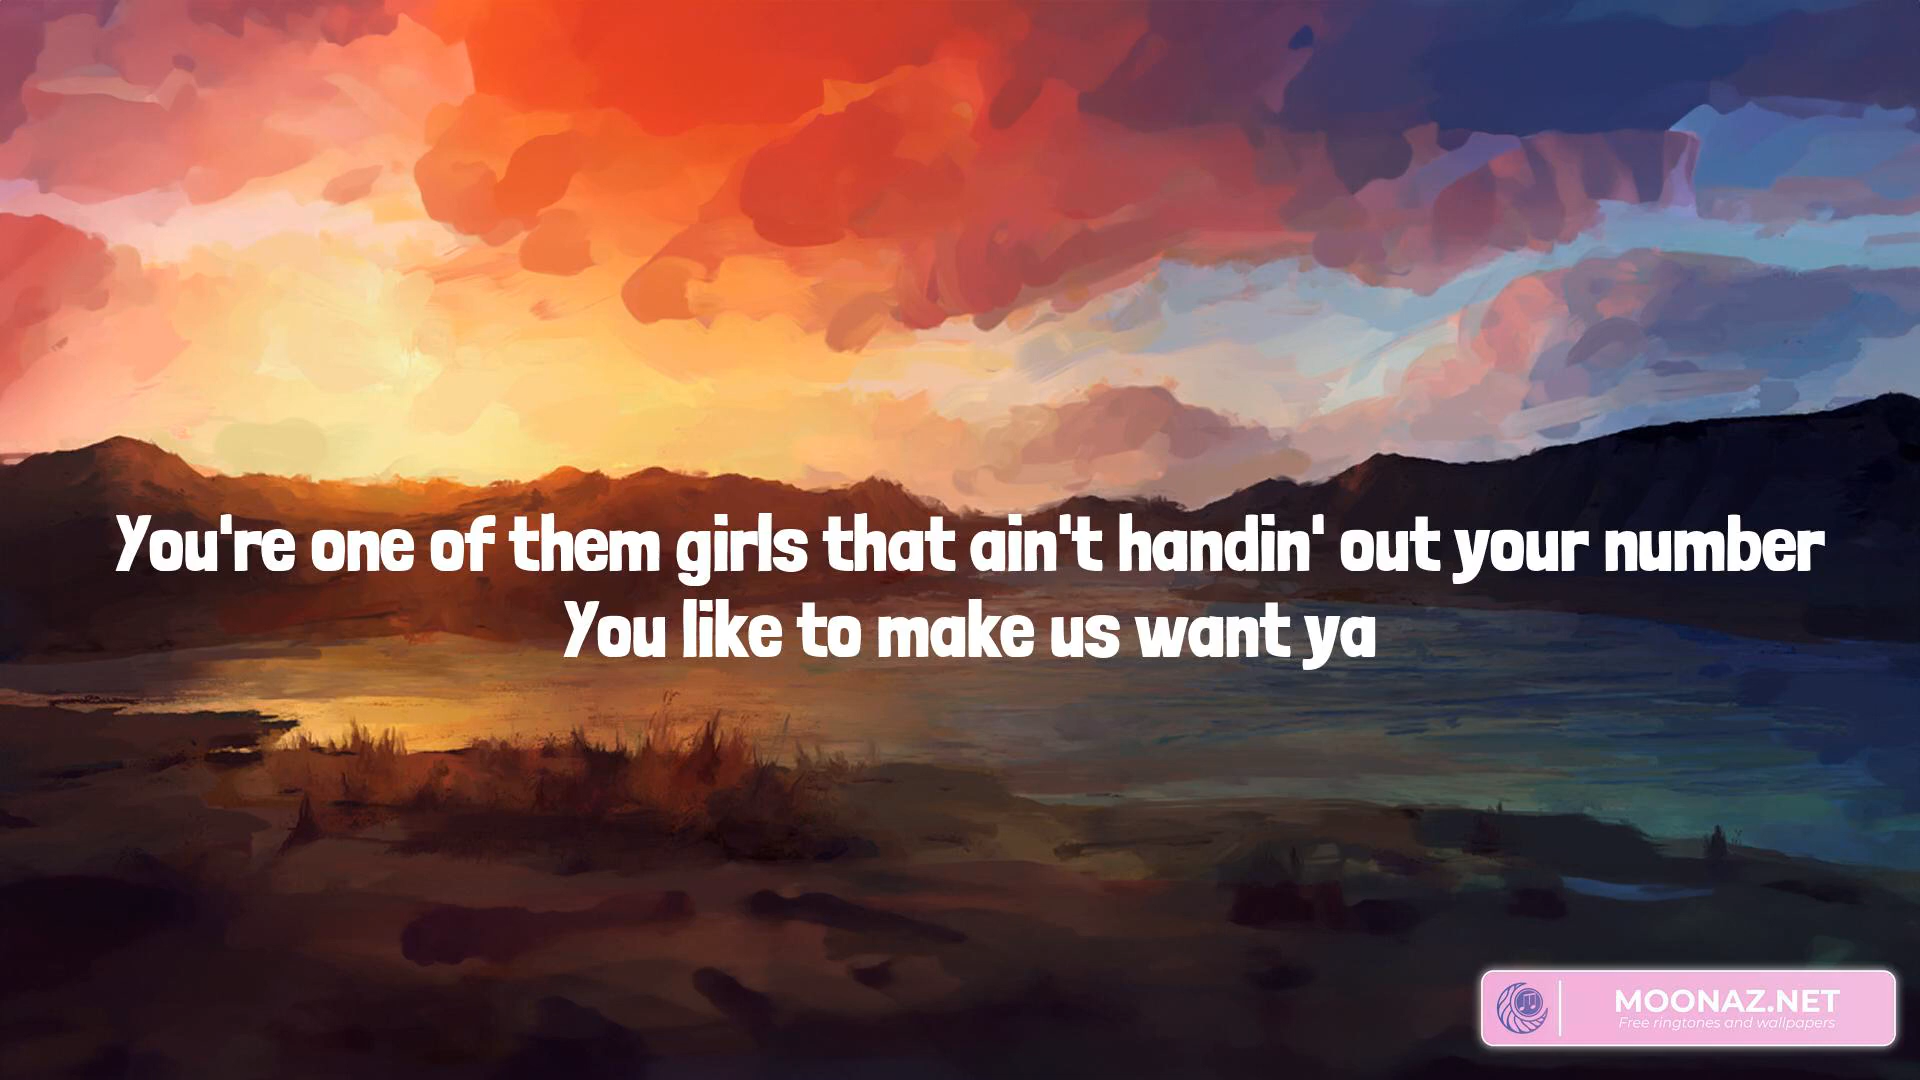 You're one of them girls that ain't handin' out your number
You like to make us want ya
MOONAZ.NET
Free ringtones and wallpapers